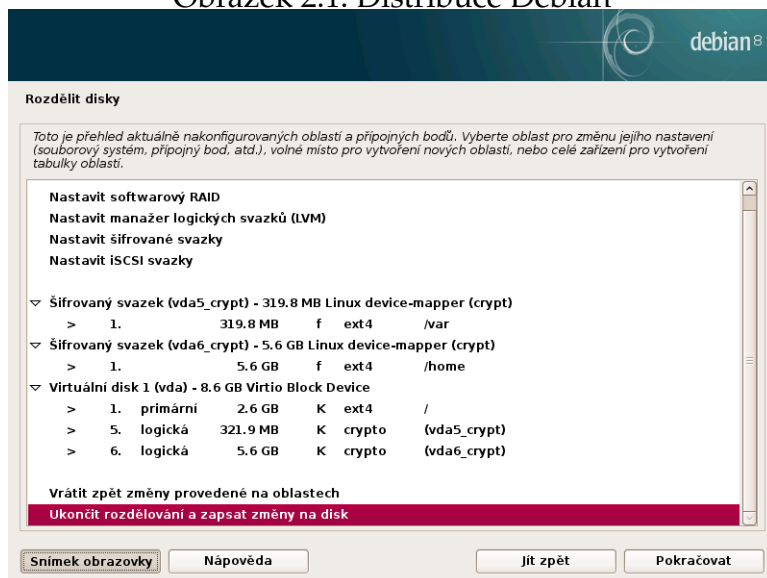 Obrázek 2.1: Distribuce Debian
debian 8
Rozdělit disky
Toto je přehled aktuálně nakonfigurovaných oblastí a přípojných bodů. Vyberte oblast pro změnu jejího nastavení
(souborový systém, přípojný bod, atd.), volné místo pro vytvoření nových oblastí, nebo celé zařízení pro vytvoření
tabulky oblastí.
Nastavit softwarový RAID
Nastavit manažer logických svazků (LVM)
Nastavit šifrované svazky
Nastavit iSCSI svazky
Šifrovaný svazek (vda5_crypt) - 319.8 MB Linux device-mapper (crypt)
> 1. 319.8 MB f ext4 /var
Šifrovaný svazek (vda6_crypt) - 5.6 GB Linux device-mapper (crypt)
> 1. 5.6 GB f ext4 /home
Virtuální disk 1 (vda) - 8.6 GB Virtio Block Device
> 1. primární 2.6 GB K ext4 /
> 5. logická 321.9 MB K crypto (vda5_crypt)
> 6. logická 5.6 GB K crypto (vda6_crypt)
Vrátit zpět změny provedené na oblastech
Ukončit rozdělování a zapsat změny na disk
Snímek obrazovky Nápověda Jít zpět Pokračovat